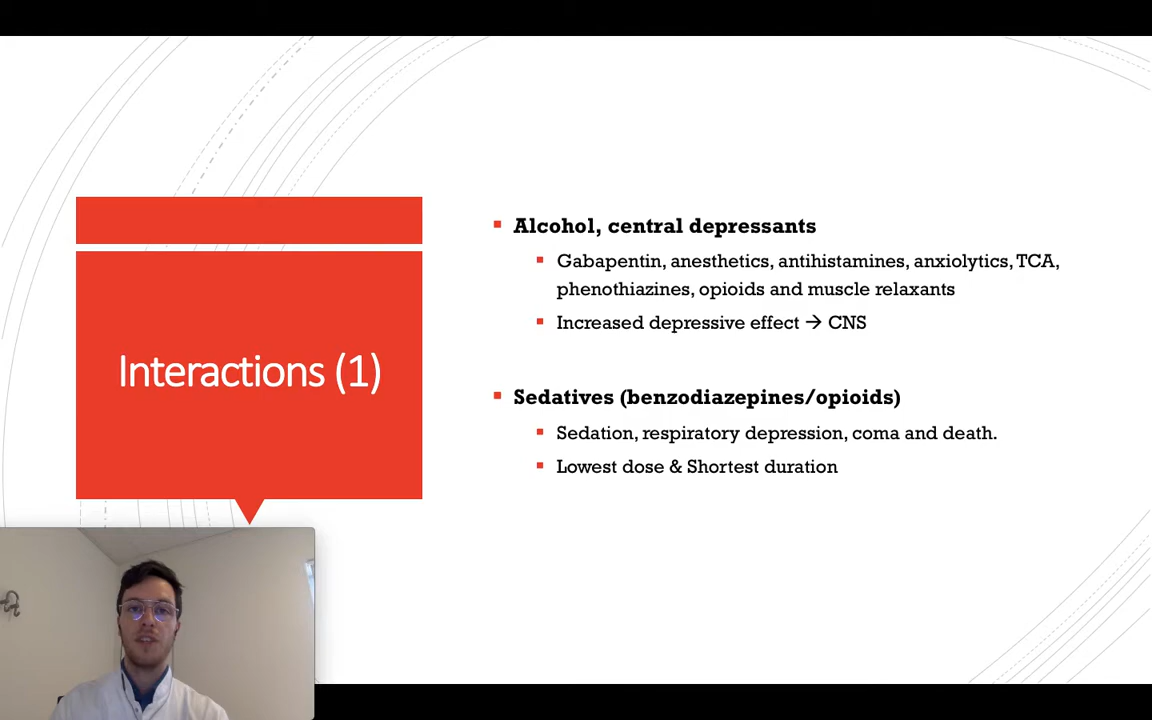 Interactions (1)
Alcohol, central depressants
Gabapentin, anesthetics, antihistamines, anxiolytics, TCA,
phenothiazines, opioids and muscle relaxants
Increased depressive effect → CNS
Sedatives (benzodiazepines/opioids)
Sedation, respiratory depression, coma and death.
Lowest dose & Shortest duration